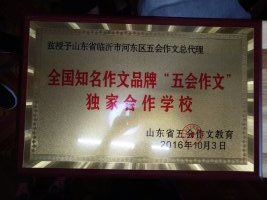 兹授予山东省临沂市河东区五会作文总代理
全国知名作文品牌“五会作文”
独家合作学校
山东省五会作文教育
2016年10月3日